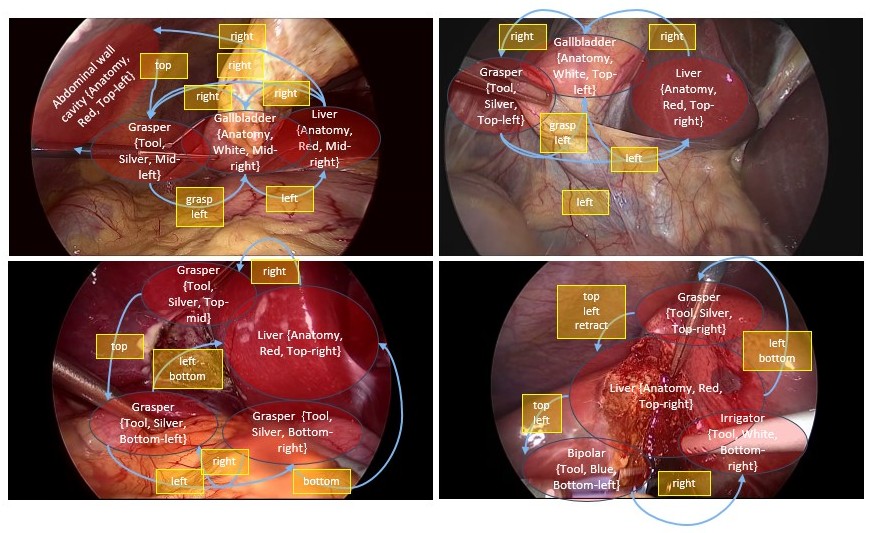 right
right
top
right
right
Abdominal wall
cavity {Anatomy,
Red, Top-left}
Grasper
{Tool,
Silver, Mid-
left}
Gallbladder
{Anatomy,
White, Mid-
right}
Liver
{Anatomy,
Red, Mid-
right}
grasp
left
left
right
right
Gallbladder
{Anatomy,
White, Top-
left}
Grasper
{Tool,
Silver,
Top-left}
Liver
{Anatomy,
Red, Top-
right}
grasp
left
left
left
right
Grasper
{Tool,
Silver, Top-
mid}
top
Liver {Anatomy,
Red, Top-right}
left
bottom
Grasper
{Tool, Silver,
Bottom-left}
Grasper {Tool,
Silver, Bottom-
right}
right
left
bottom
top
left
retract
Grasper
{Tool, Silver,
Top-right}
left
bottom
Liver {Anatomy, Red,
Top-right}
top
left
Irrigator
{Tool, White,
Bottom-
right}
Bipolar
{Tool, Blue,
Bottom-left}
right